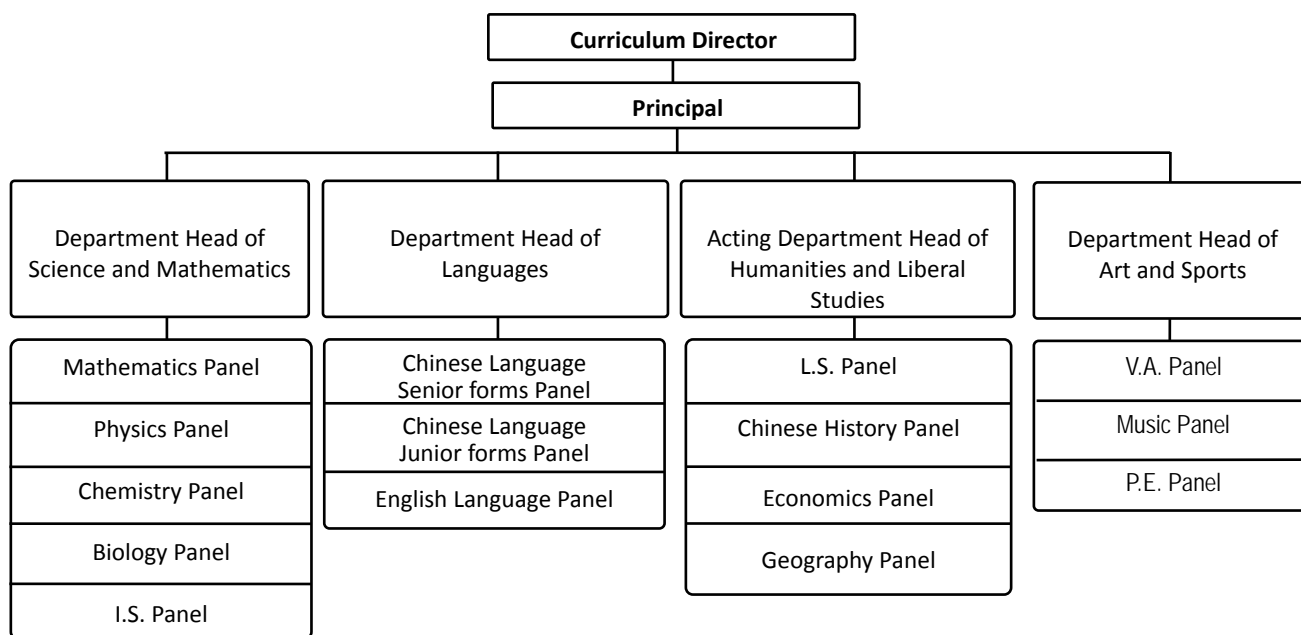 Curriculum Director
Principal
Department Head of
Science and Mathematics
Department Head of
Languages
Acting Department Head of
Humanities and Liberal
Studies
Department Head of
Art and Sports
Mathematics Panel
Physics Panel
Chemistry Panel
Biology Panel
I.S. Panel
Chinese Language
Senior forms Panel
Chinese Language
Junior forms Panel
English Language Panel
L.S. Panel
Chinese History Panel
Economics Panel
Geography Panel
V.A. Panel
Music Panel
P.E. Panel